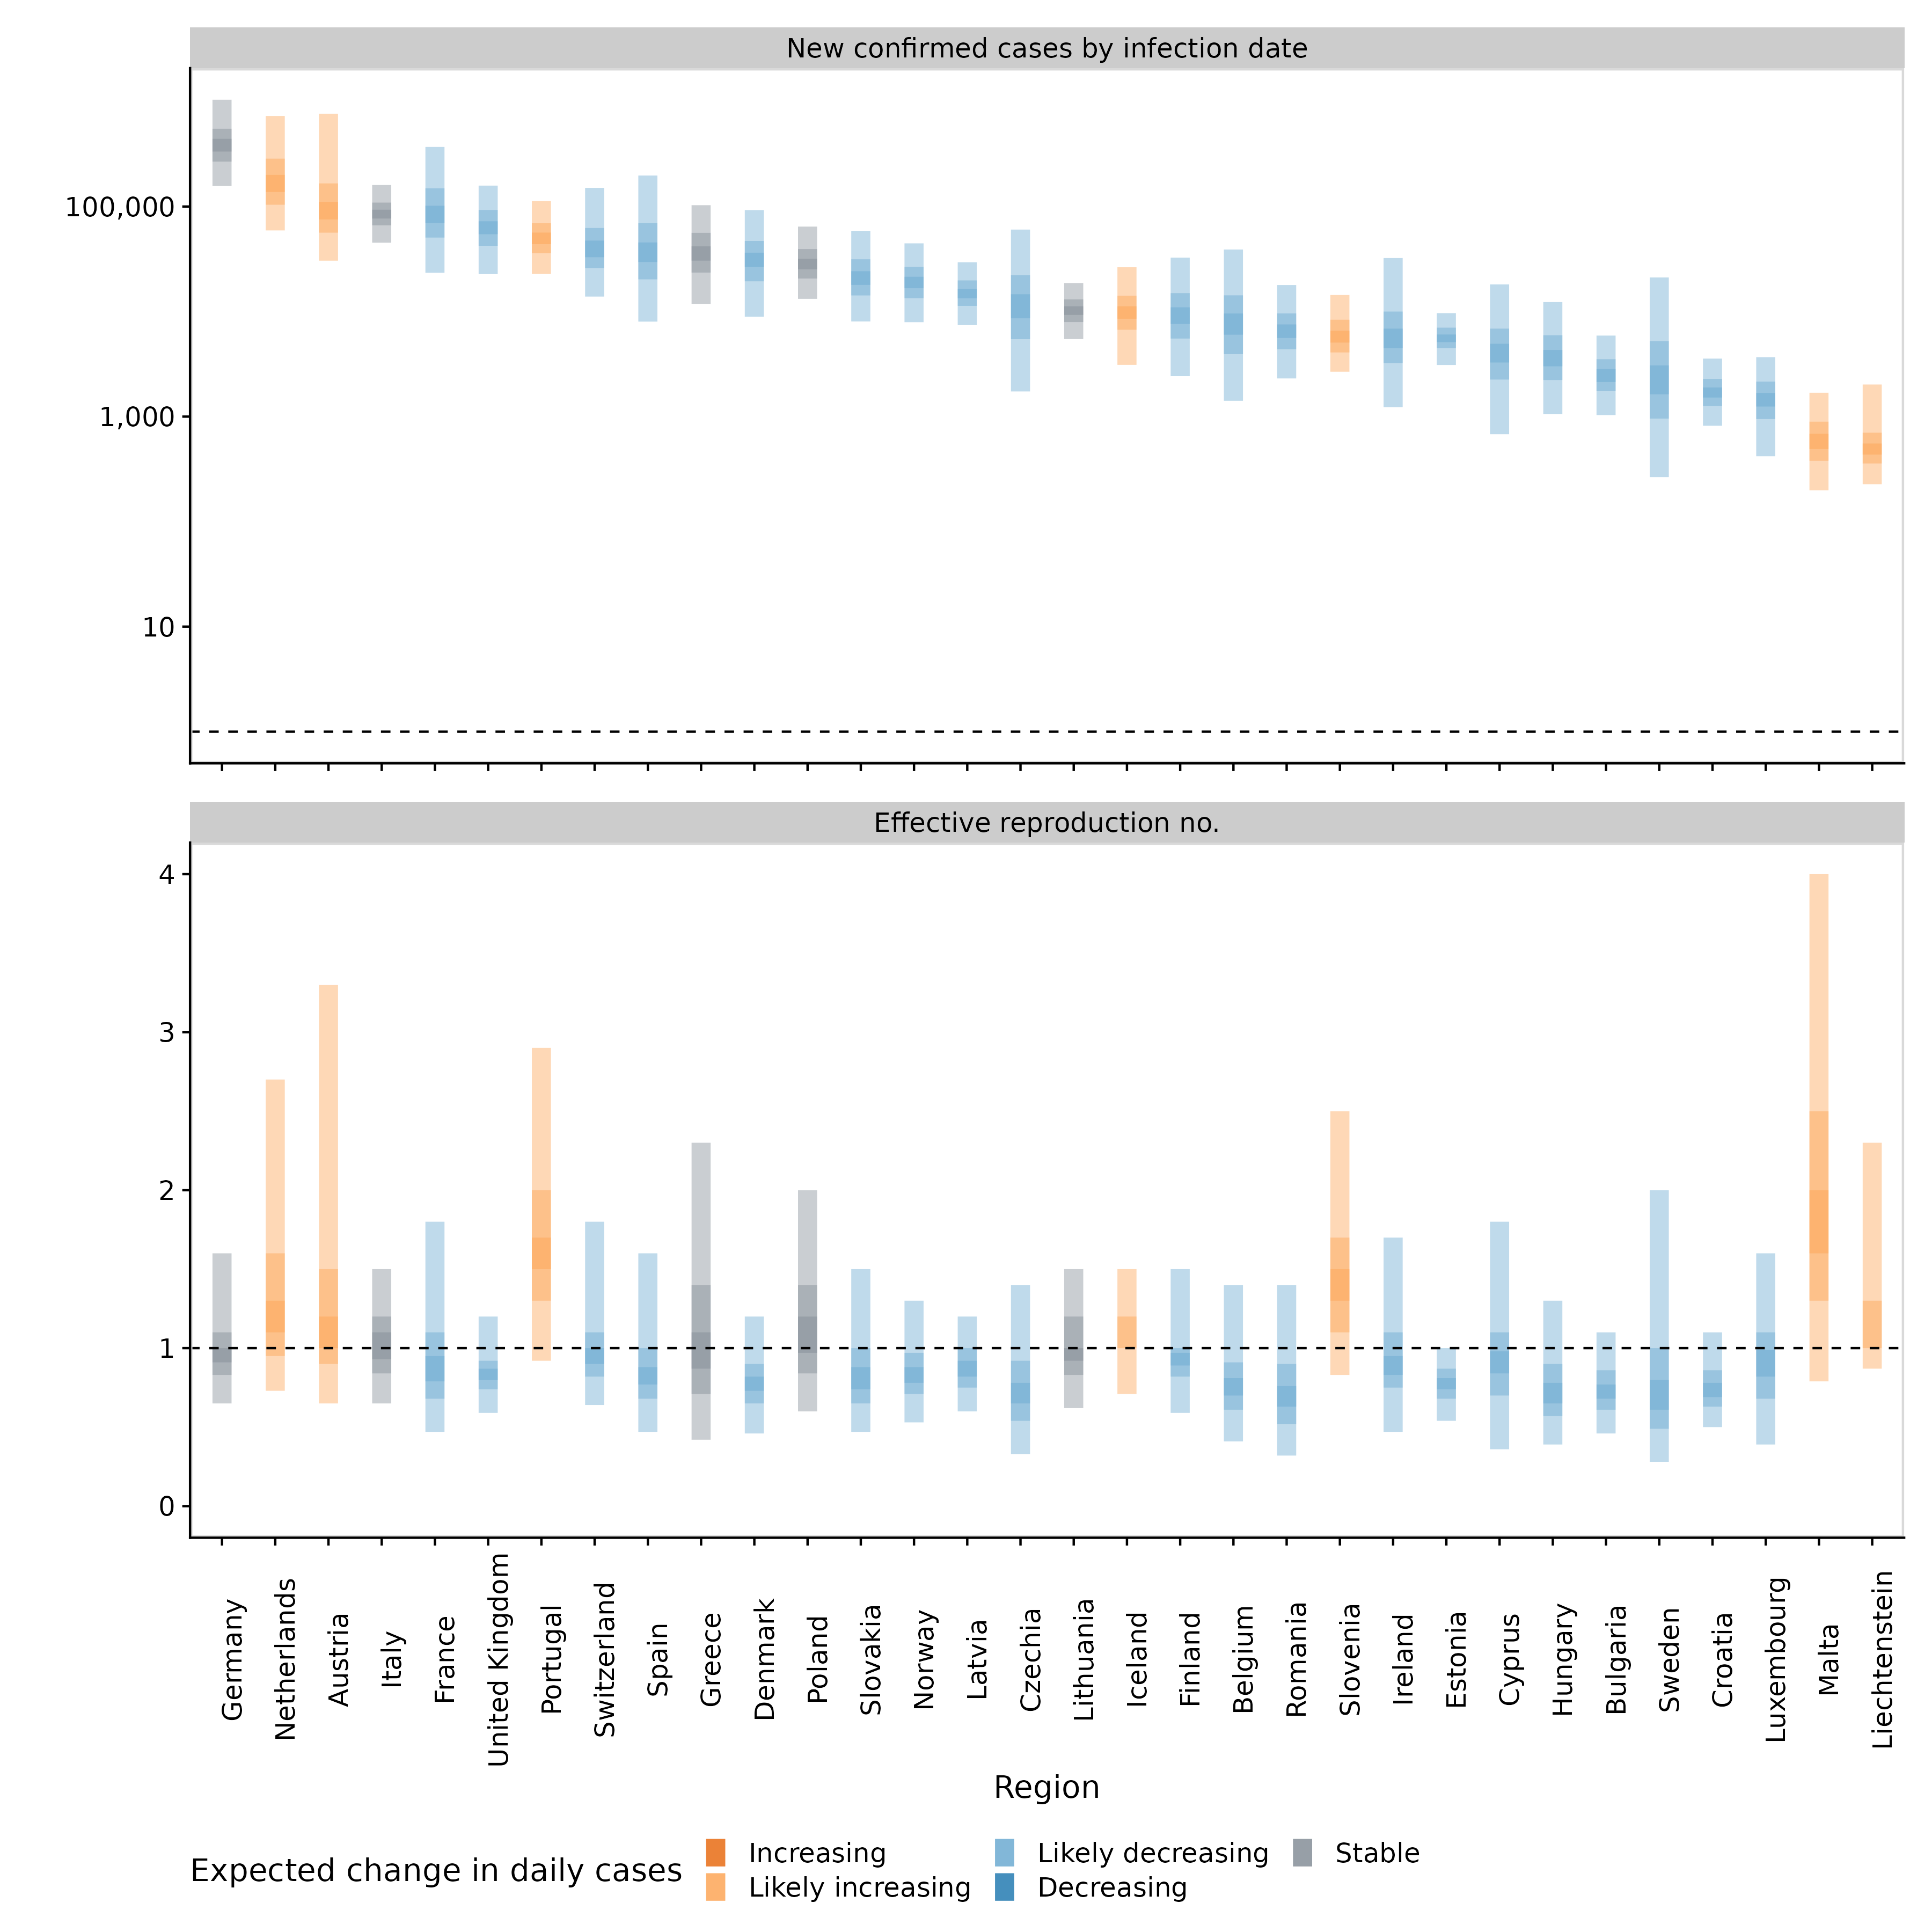 New confirmed cases by infection date
100,000
1,000
10
Effective reproduction no.
4
3
2
1
0
Germany
Netherlands
Austria
Italy
France
United Kingdom
Portugal
Switzerland
Spain
Greece
Denmark
Poland
Slovakia
Norway
Latvia
Czechia
Lithuania
Iceland
Finland
Belgium
Romania
Slovenia
Ireland
Estonia
Cyprus
Hungary
Bulgaria
Sweden
Croatia
Luxembourg
Malta
Liechtenstein
Region
Expected change in daily cases
Increasing
Likely increasing
Likely decreasing
Decreasing
Stable